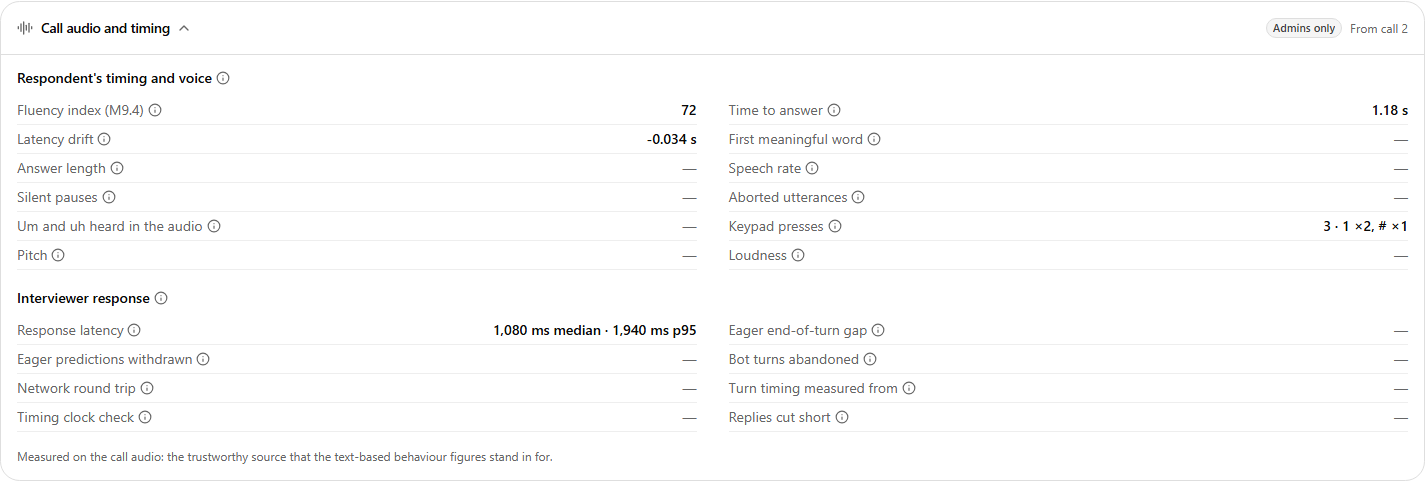 Call audio and timing
Admins only From call 2
Respondent's timing and voice
Fluency index (M9.4) 72
Time to answer 1.18 s
Latency drift -0.034 s
First meaningful word —
Answer length —
Speech rate —
Silent pauses —
Aborted utterances —
Um and uh heard in the audio —
Keypad presses 3 · 1 ×2, # ×1
Pitch —
Loudness —
Interviewer response
Response latency 1,080 ms median · 1,940 ms p95
Eager end-of-turn gap —
Eager predictions withdrawn —
Bot turns abandoned —
Network round trip —
Turn timing measured from —
Timing clock check —
Replies cut short —
Measured on the call audio: the trustworthy source that the text-based behaviour figures stand in for.